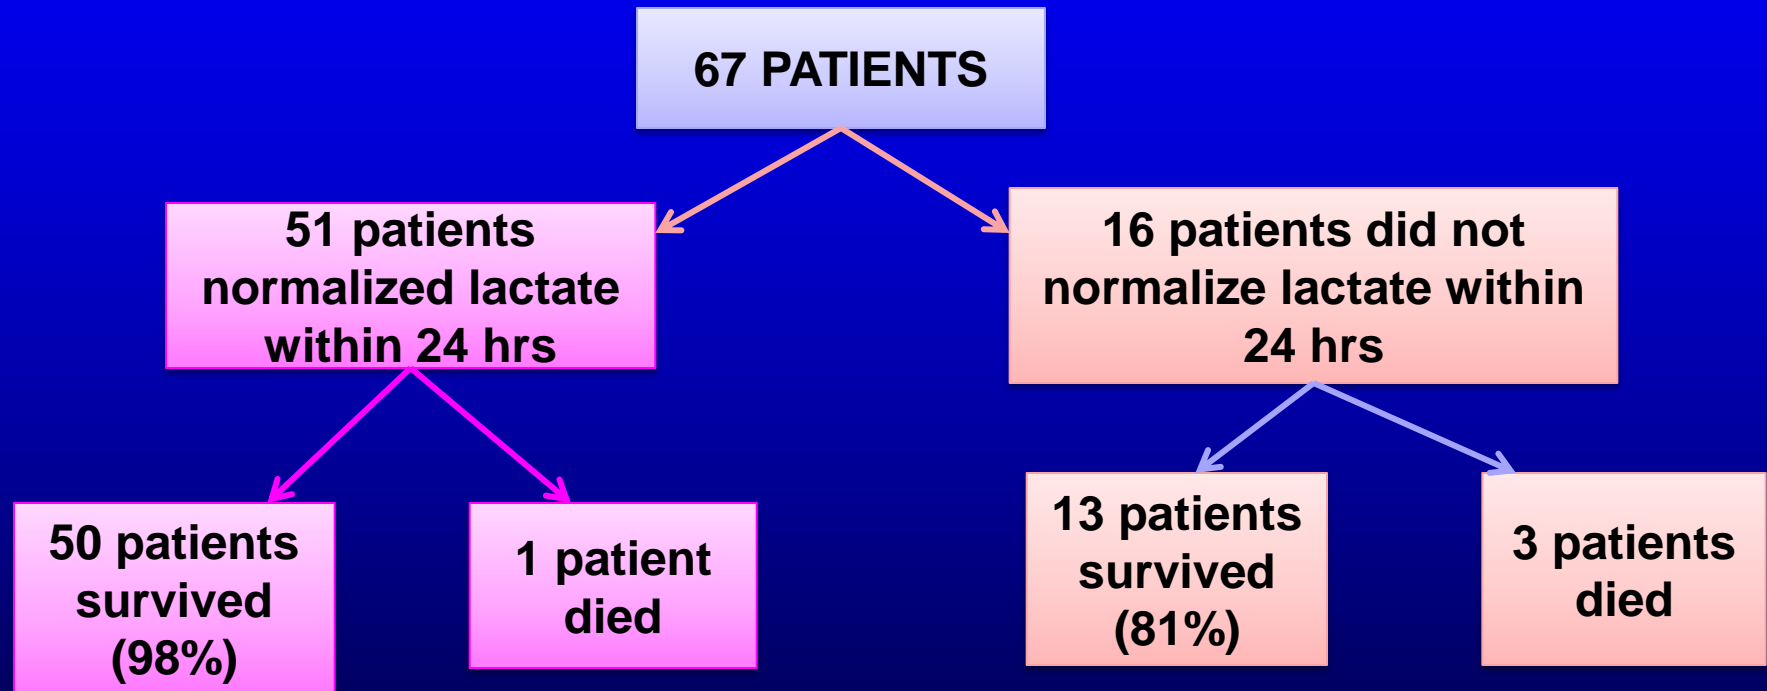 67 PATIENTS
51 patients
normalized lactate
within 24 hrs
16 patients did not
normalize lactate within
24 hrs
50 patients
survived
(98%)
1 patient
died
13 patients
survived
(81%)
3 patients
died